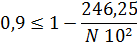 0,9 ≤ 1 − 246,25 / (N 10²)